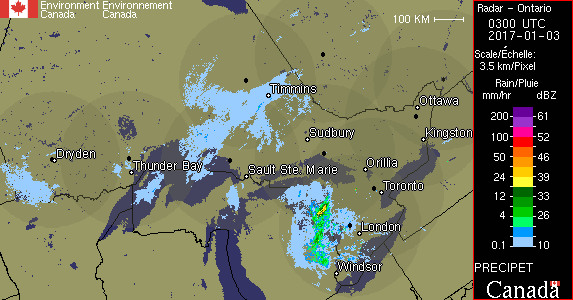 Environment Environnement
Canada Canada
100 KM
Timmins
Ottawa
Sudbury
Kingston
Dryden
Thunder Bay
Sault Ste. Marie
Orillia
Toronto
London
Windsor
Radar - Ontario
0300 UTC
2017-01-03
Scale/Échelle:
3.5 km/Pixel
Rain/Pluie
mm/hr dBZ
200 61
100 52
50 46
24 39
12 33
4 26
0.1 10
PRECIPET
Canada